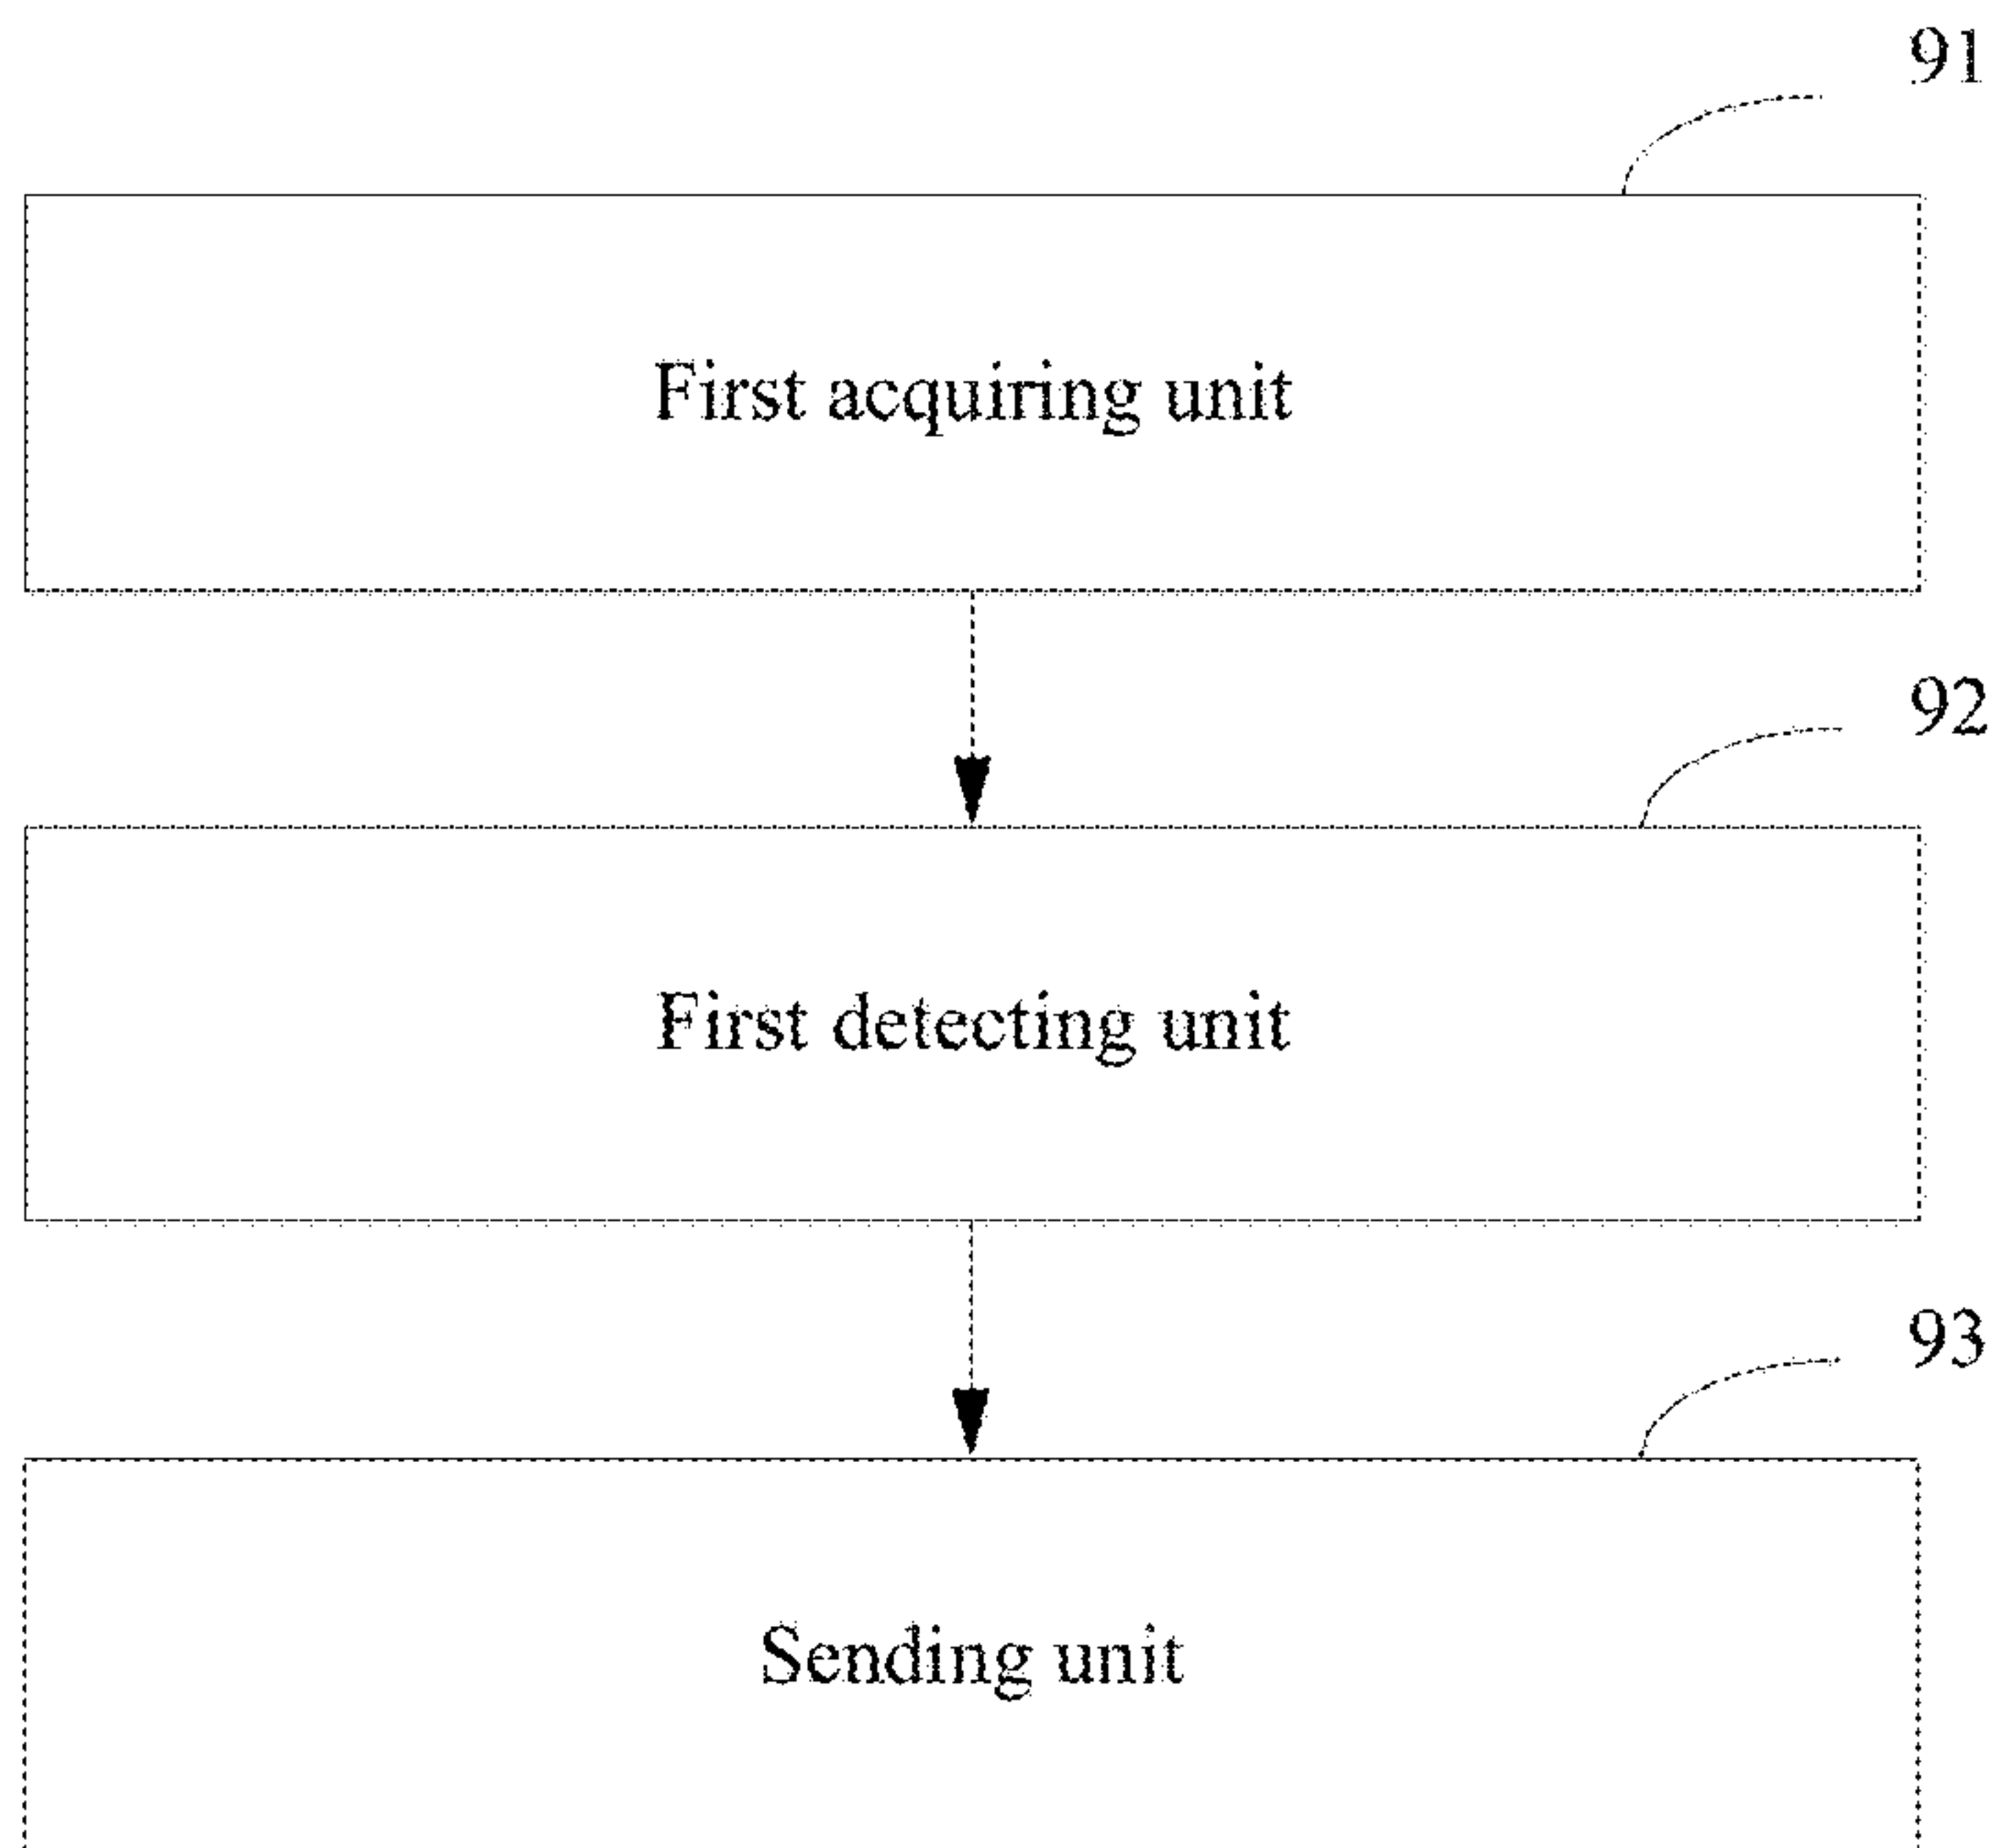 91
First acquiring unit
92
First detecting unit
93
Sending unit